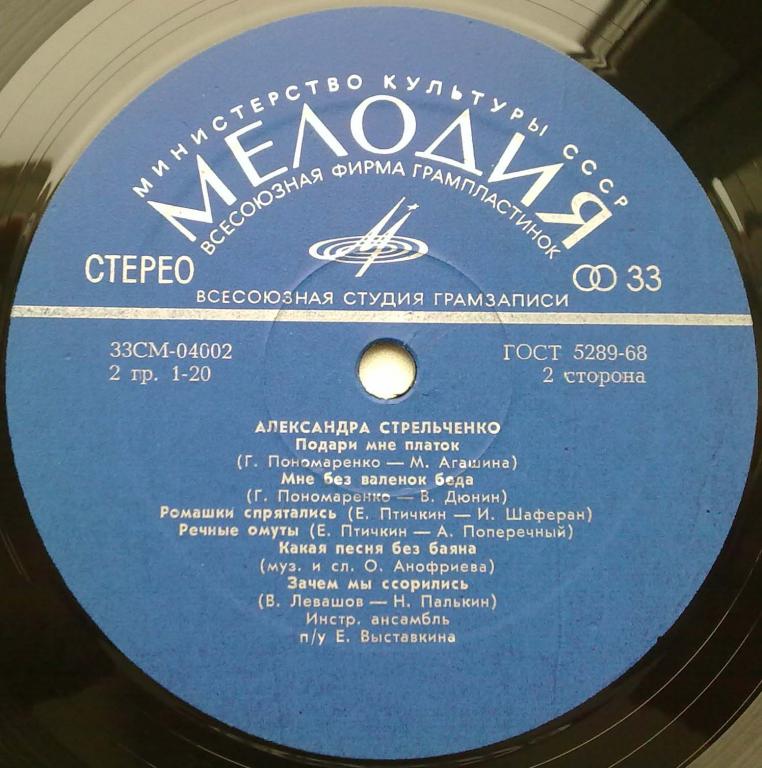 МИНИСТЕРСТВО КУЛЬТУРЫ СССР
МЕЛОДИЯ
ВСЕСОЮЗНАЯ ФИРМА ГРАМПЛАСТИНОК
СТЕРЕО
33
ВСЕСОЮЗНАЯ СТУДИЯ ГРАМЗАПИСИ
33СМ-04002
ГОСТ 5289-68
2 гр. 1-20
2 сторона
АЛЕКСАНДРА СТРЕЛЬЧЕНКО
Подари мне платок
(Г. Пономаренко — М. Агашина)
Мне без валенок беда
(Г. Пономаренко — В. Дюнин)
Ромашки спрятались (Е. Птичкин — И. Шаферан)
Речные омуты (Е. Птичкин — А. Поперечный)
Какая песня без баяна
(муз. и сл. О. Анофриева)
Зачем мы ссорились
(В. Левашов — Н. Палькин)
Инстр. ансамбль
п/у Е. Выставкина